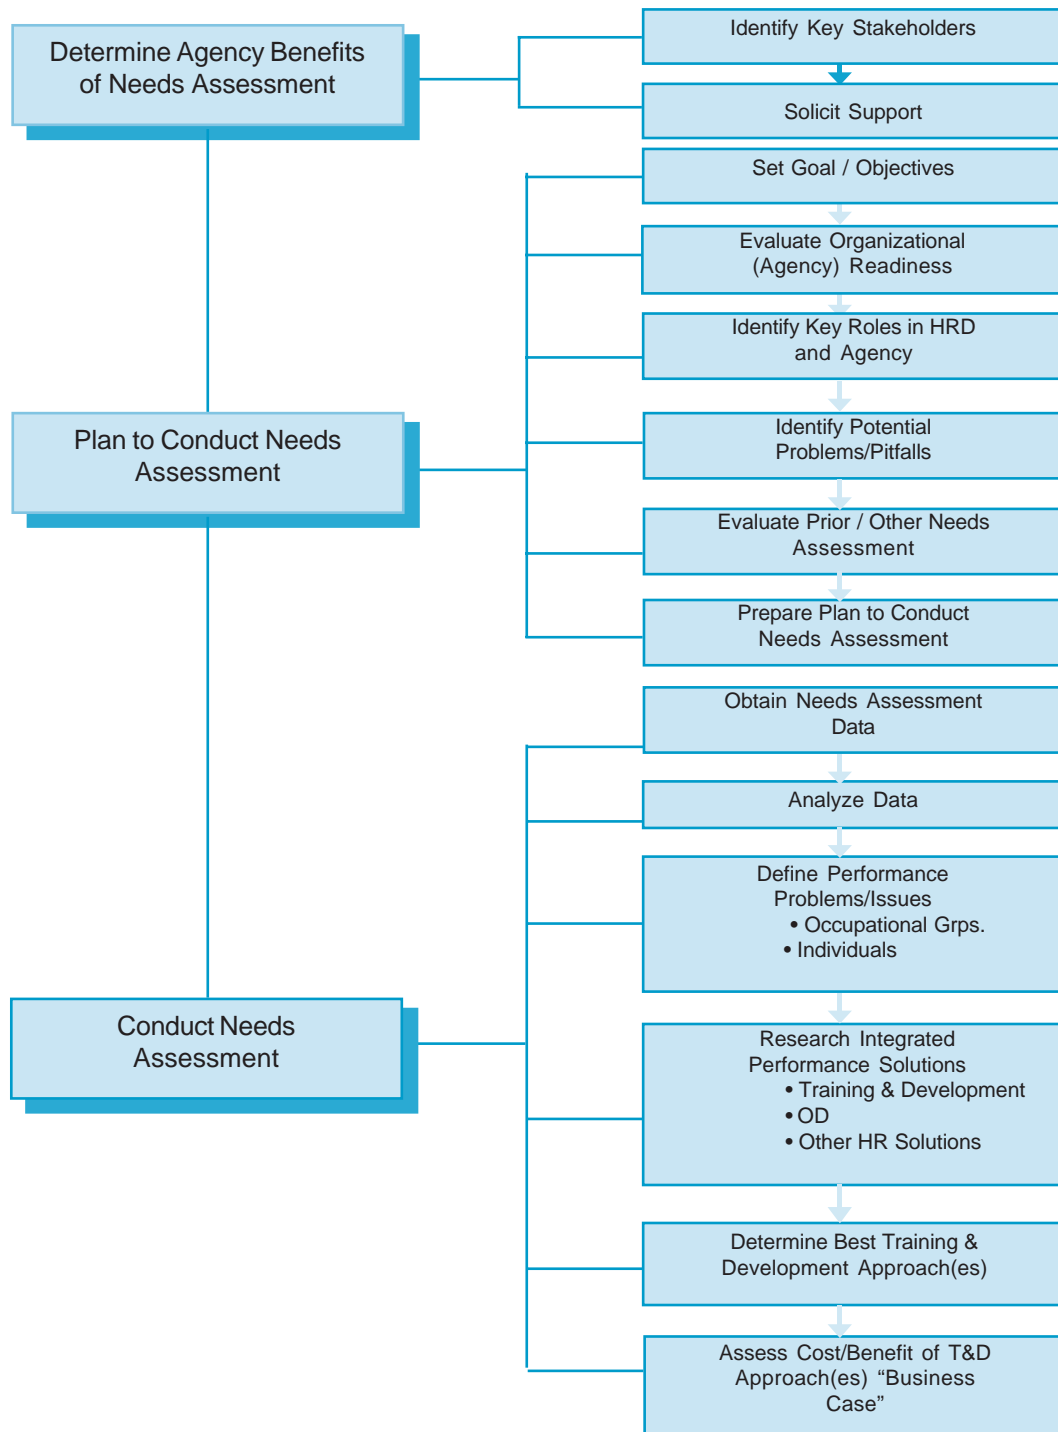 Determine Agency Benefits
of Needs Assessment
Identify Key Stakeholders
Solicit Support
Plan to Conduct Needs
Assessment
Set Goal / Objectives
Evaluate Organizational
(Agency) Readiness
Identify Key Roles in HRD
and Agency
Identify Potential
Problems/Pitfalls
Evaluate Prior / Other Needs
Assessment
Prepare Plan to Conduct
Needs Assessment
Conduct Needs
Assessment
Obtain Needs Assessment
Data
Analyze Data
Define Performance
Problems/Issues
• Occupational Grps.
• Individuals
Research Integrated
Performance Solutions
• Training & Development
• OD
• Other HR Solutions
Determine Best Training &
Development Approach(es)
Assess Cost/Benefit of T&D
Approach(es) “Business
Case”